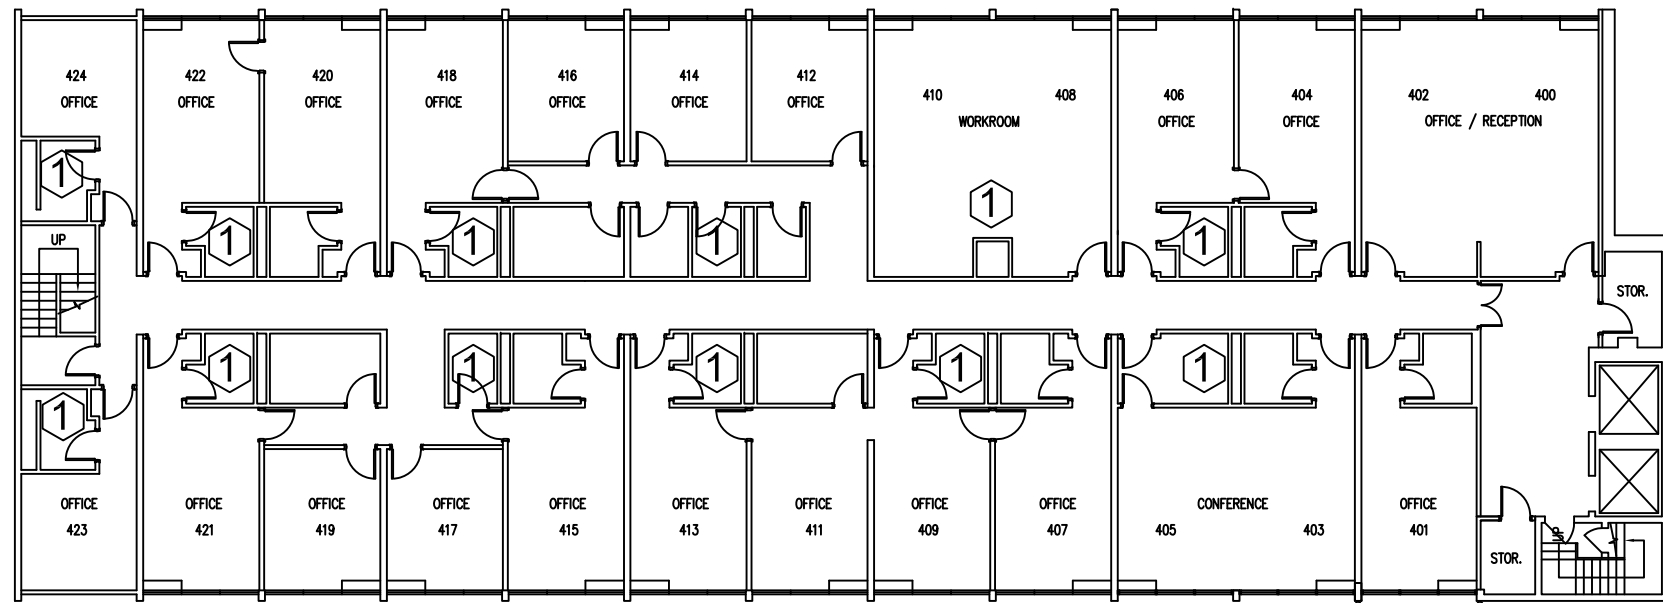 424
OFFICE
422
OFFICE
420
OFFICE
418
OFFICE
416
OFFICE
414
OFFICE
412
OFFICE
410
408
WORKROOM
406
OFFICE
404
OFFICE
402
400
OFFICE / RECEPTION
1
1
1
1
1
1
UP
STOR.
1
1
1
1
1
1
OFFICE
423
OFFICE
421
OFFICE
419
OFFICE
417
OFFICE
415
OFFICE
413
OFFICE
411
OFFICE
409
OFFICE
407
CONFERENCE
405
403
OFFICE
401
STOR.
UP